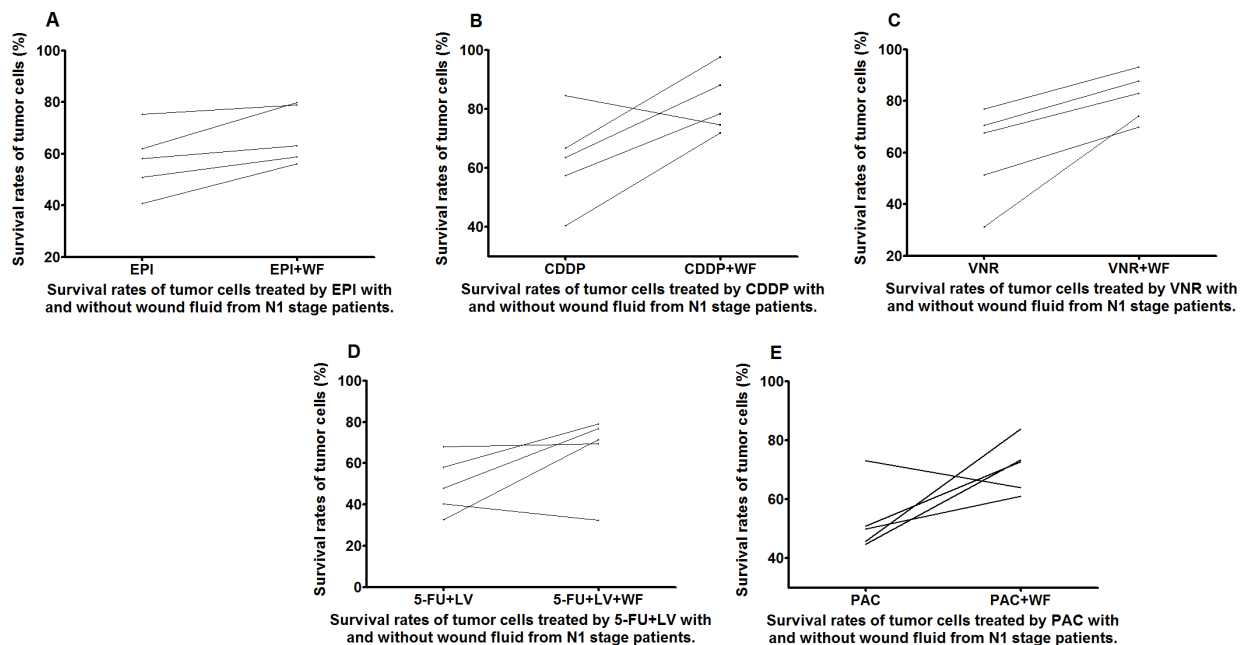 A
Survival rates of tumor cells (%)
100
80
60
40
20
EPI
EPI+WF
Survival rates of tumor cells treated by EPI with
and without wound fluid from N1 stage patients.
B
Survival rates of tumor cells (%)
100
80
60
40
CDDP
CDDP+WF
Survival rates of tumor cells treated by CDDP with
and without wound fluid from N1 stage patients.
C
Survival rates of tumor cells (%)
100
80
60
40
20
VNR
VNR+WF
Survival rates of tumor cells treated by VNR with
and without wound fluid from N1 stage patients.
D
Survival rates of tumor cells (%)
100
80
60
40
20
0
5-FU+LV
5-FU+LV+WF
Survival rates of tumor cells treated by 5-FU+LV with
and without wound fluid from N1 stage patients.
E
Survival rates of tumor cells (%)
100
80
60
40
PAC
PAC+WF
Survival rates of tumor cells treated by PAC with
and without wound fluid from N1 stage patients.